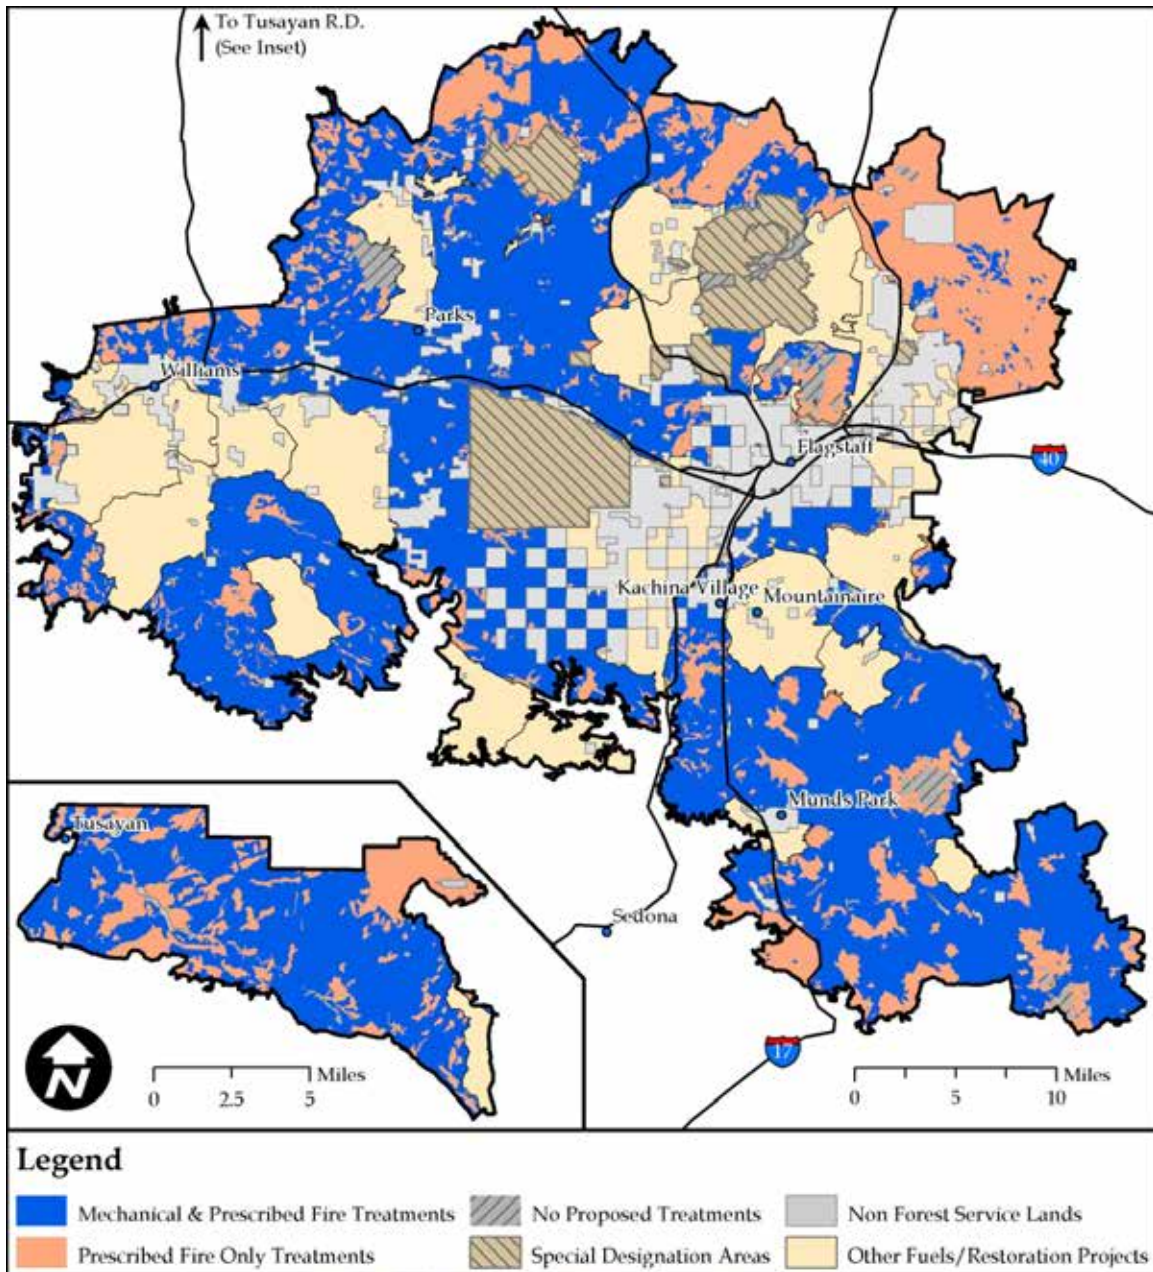 To Tusayan R.D.
(See Inset)
Parks
Williams
Flagstaff
40
Kachina Village
Mountainaire
Munds Park
Tusayan
Sedona
17
N
Miles
0 2.5 5
Miles
0 5 10
Legend
Mechanical & Prescribed Fire Treatments
No Proposed Treatments
Non Forest Service Lands
Prescribed Fire Only Treatments
Special Designation Areas
Other Fuels/Restoration Projects